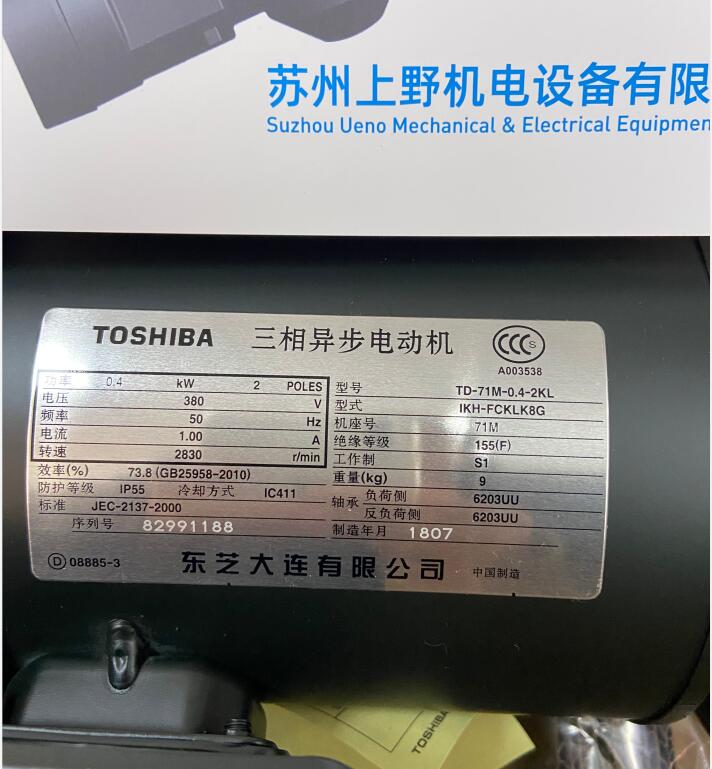 苏州上野机电设备有限
Suzhou Ueno Mechanical & Electrical Equipmen
TOSHIBA 三相异步电动机 CCC S
A003538
功率 0.4 kW 2 POLES
电压 380 V
频率 50 Hz
电流 1.00 A
转速 2830 r/min
效率(%) 73.8 (GB25958-2010)
防护等级 IP55 冷却方式 IC411
标准 JEC-2137-2000
序列号 82991188
型号 TD-71M-0.4-2KL
型式 IKH-FCKLK8G
机座号 71M
绝缘等级 155(F)
工作制 S1
重量(kg) 9
轴承 负荷侧 6203UU
反负荷侧 6203UU
制造年月 1807
D 08885-3 东芝大连有限公司 中国制造
TOSHIBA